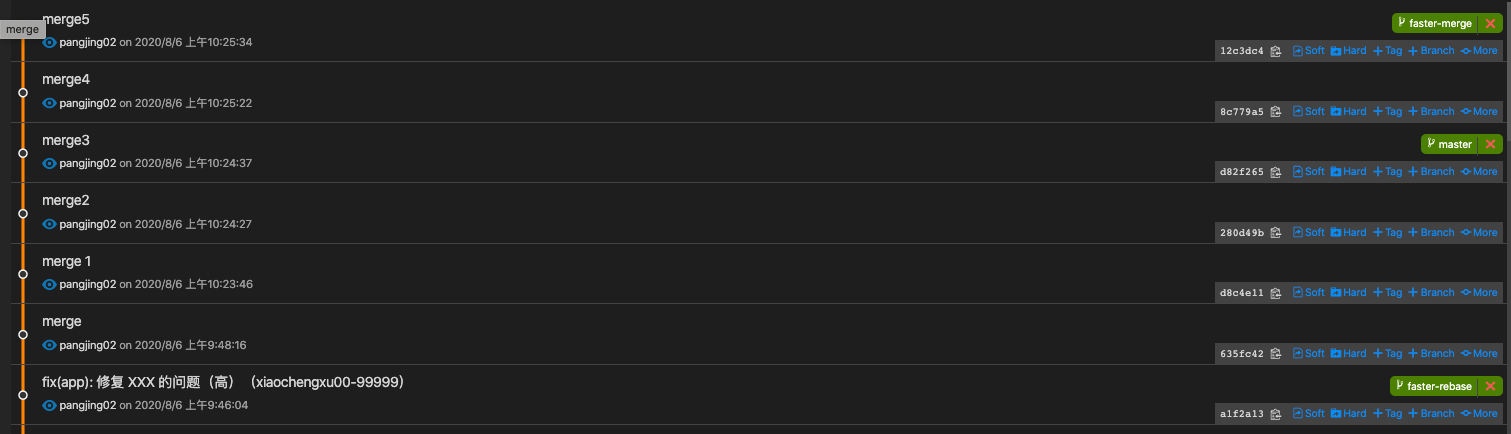 merge5
faster-merge
merge
pangjing02 on 2020/8/6 上午10:25:34
12c3dc4 Soft Hard Tag Branch More
merge4
pangjing02 on 2020/8/6 上午10:25:22
8c779a5 Soft Hard Tag Branch More
merge3
master
pangjing02 on 2020/8/6 上午10:24:37
d82f265 Soft Hard Tag Branch More
merge2
pangjing02 on 2020/8/6 上午10:24:27
280d49b Soft Hard Tag Branch More
merge 1
pangjing02 on 2020/8/6 上午10:23:46
d8c4e11 Soft Hard Tag Branch More
merge
pangjing02 on 2020/8/6 上午9:48:16
635fc42 Soft Hard Tag Branch More
fix(app): 修复 XXX 的问题（高）（xiaochengxu00-99999）
faster-rebase
pangjing02 on 2020/8/6 上午9:46:04
a1f2a13 Soft Hard Tag Branch More